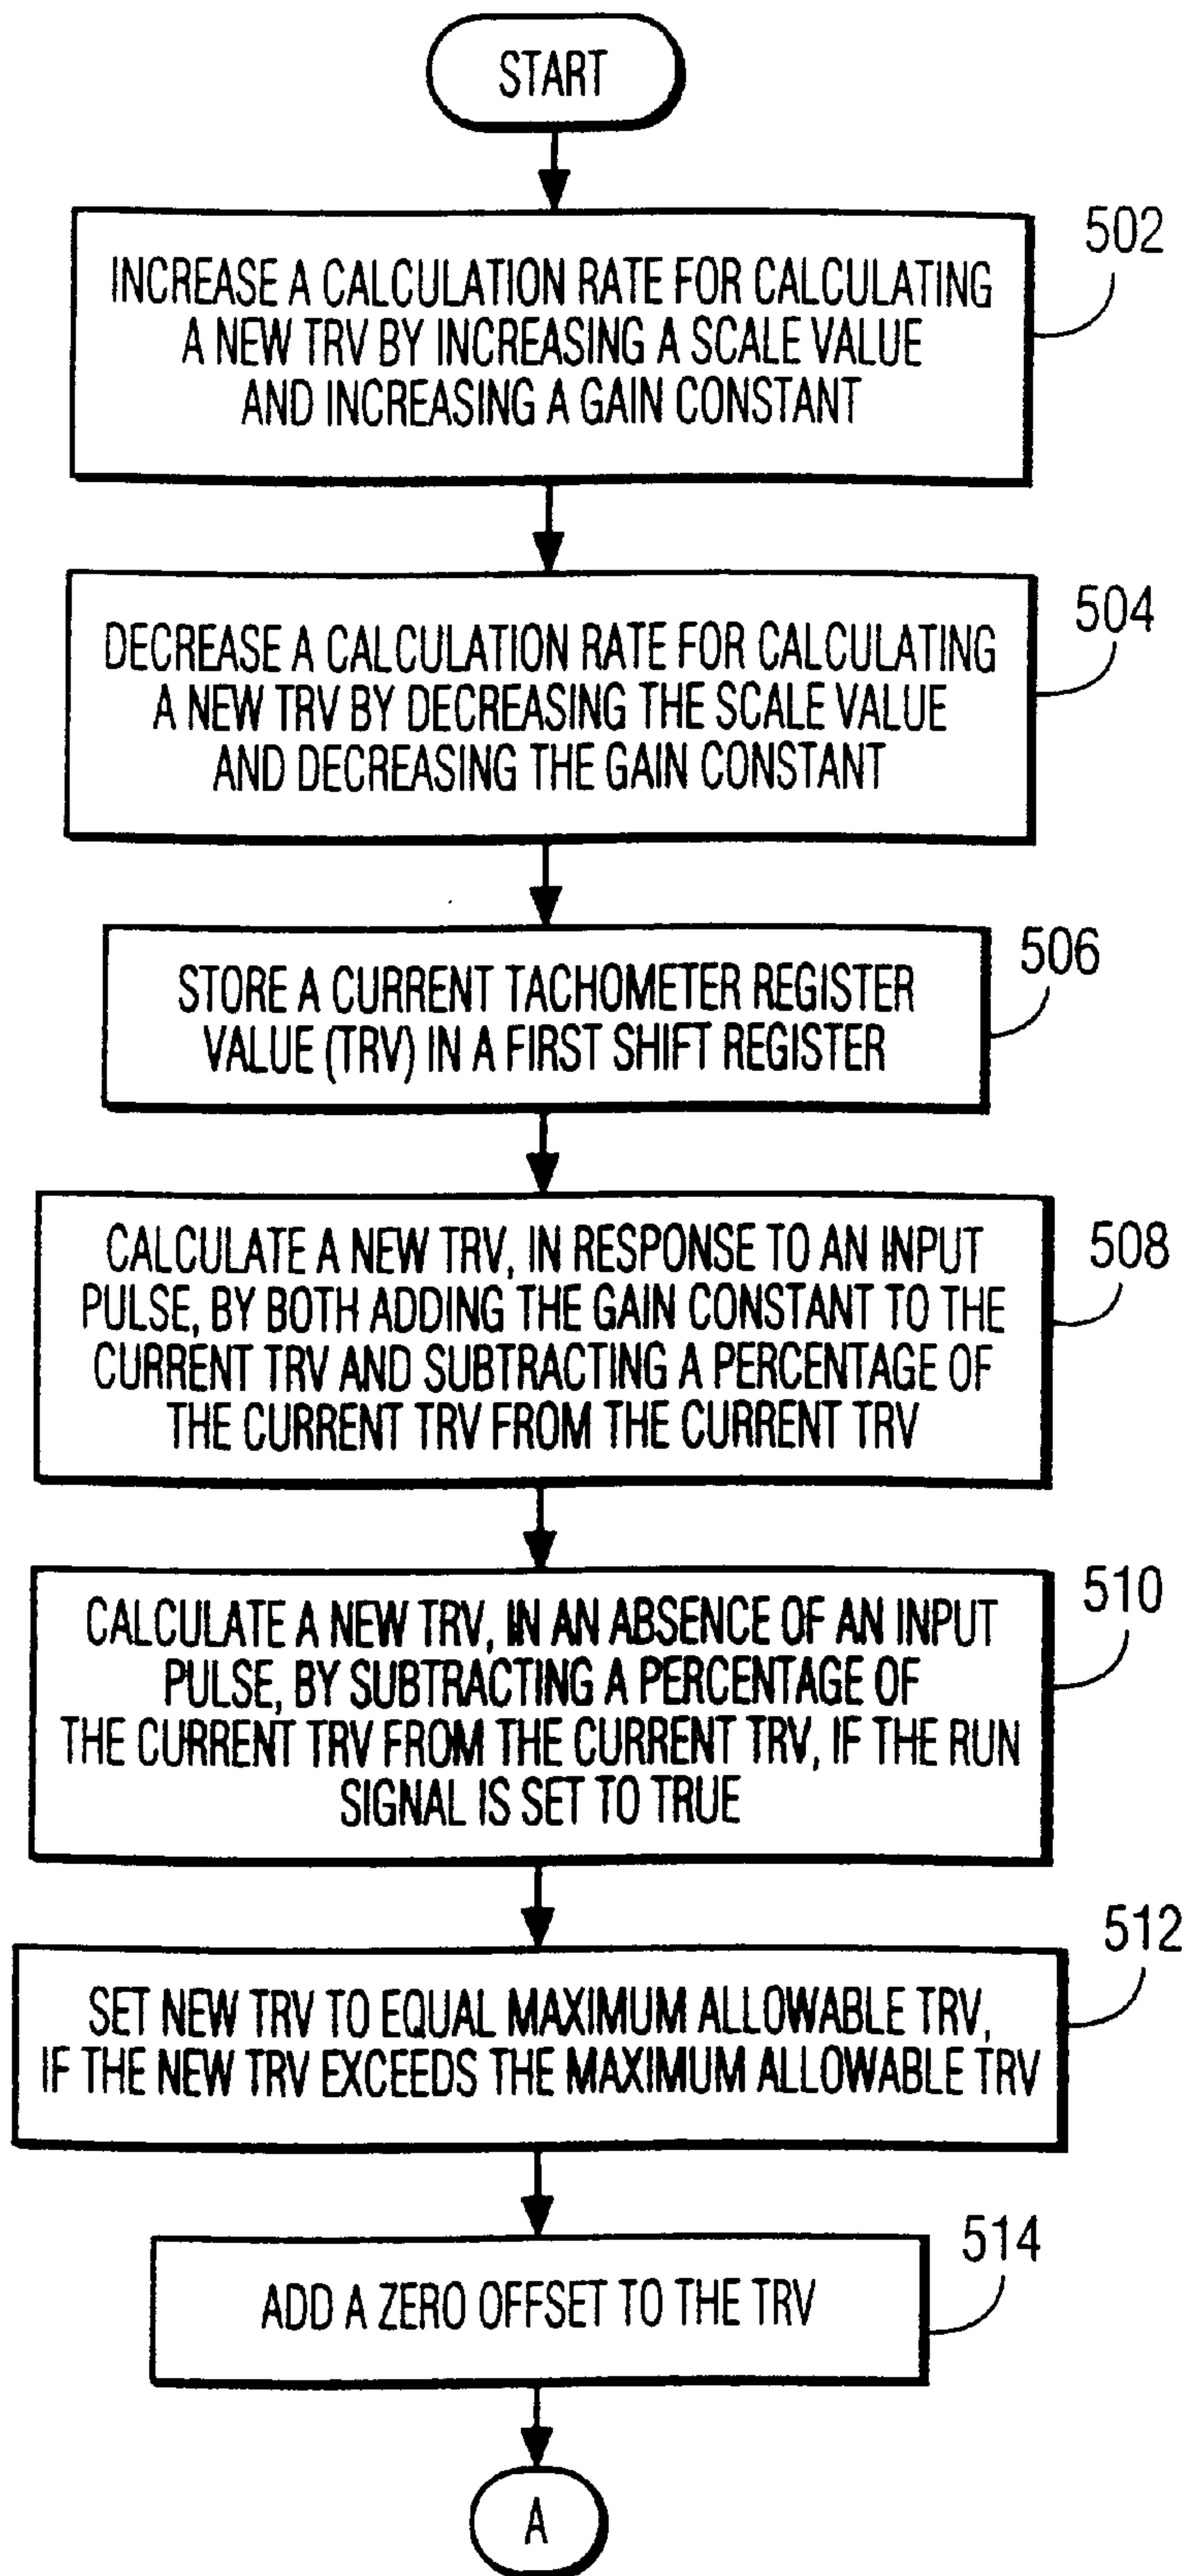 START
502
INCREASE A CALCULATION RATE FOR CALCULATING
A NEW TRV BY INCREASING A SCALE VALUE
AND INCREASING A GAIN CONSTANT
504
DECREASE A CALCULATION RATE FOR CALCULATING
A NEW TRV BY DECREASING THE SCALE VALUE
AND DECREASING THE GAIN CONSTANT
506
STORE A CURRENT TACHOMETER REGISTER
VALUE (TRV) IN A FIRST SHIFT REGISTER
508
CALCULATE A NEW TRV, IN RESPONSE TO AN INPUT
PULSE, BY BOTH ADDING THE GAIN CONSTANT TO THE
CURRENT TRV AND SUBTRACTING A PERCENTAGE OF
THE CURRENT TRV FROM THE CURRENT TRV
510
CALCULATE A NEW TRV, IN AN ABSENCE OF AN INPUT
PULSE, BY SUBTRACTING A PERCENTAGE OF
THE CURRENT TRV FROM THE CURRENT TRV, IF THE RUN
SIGNAL IS SET TO TRUE
512
SET NEW TRV TO EQUAL MAXIMUM ALLOWABLE TRV,
IF THE NEW TRV EXCEEDS THE MAXIMUM ALLOWABLE TRV
514
ADD A ZERO OFFSET TO THE TRV
A